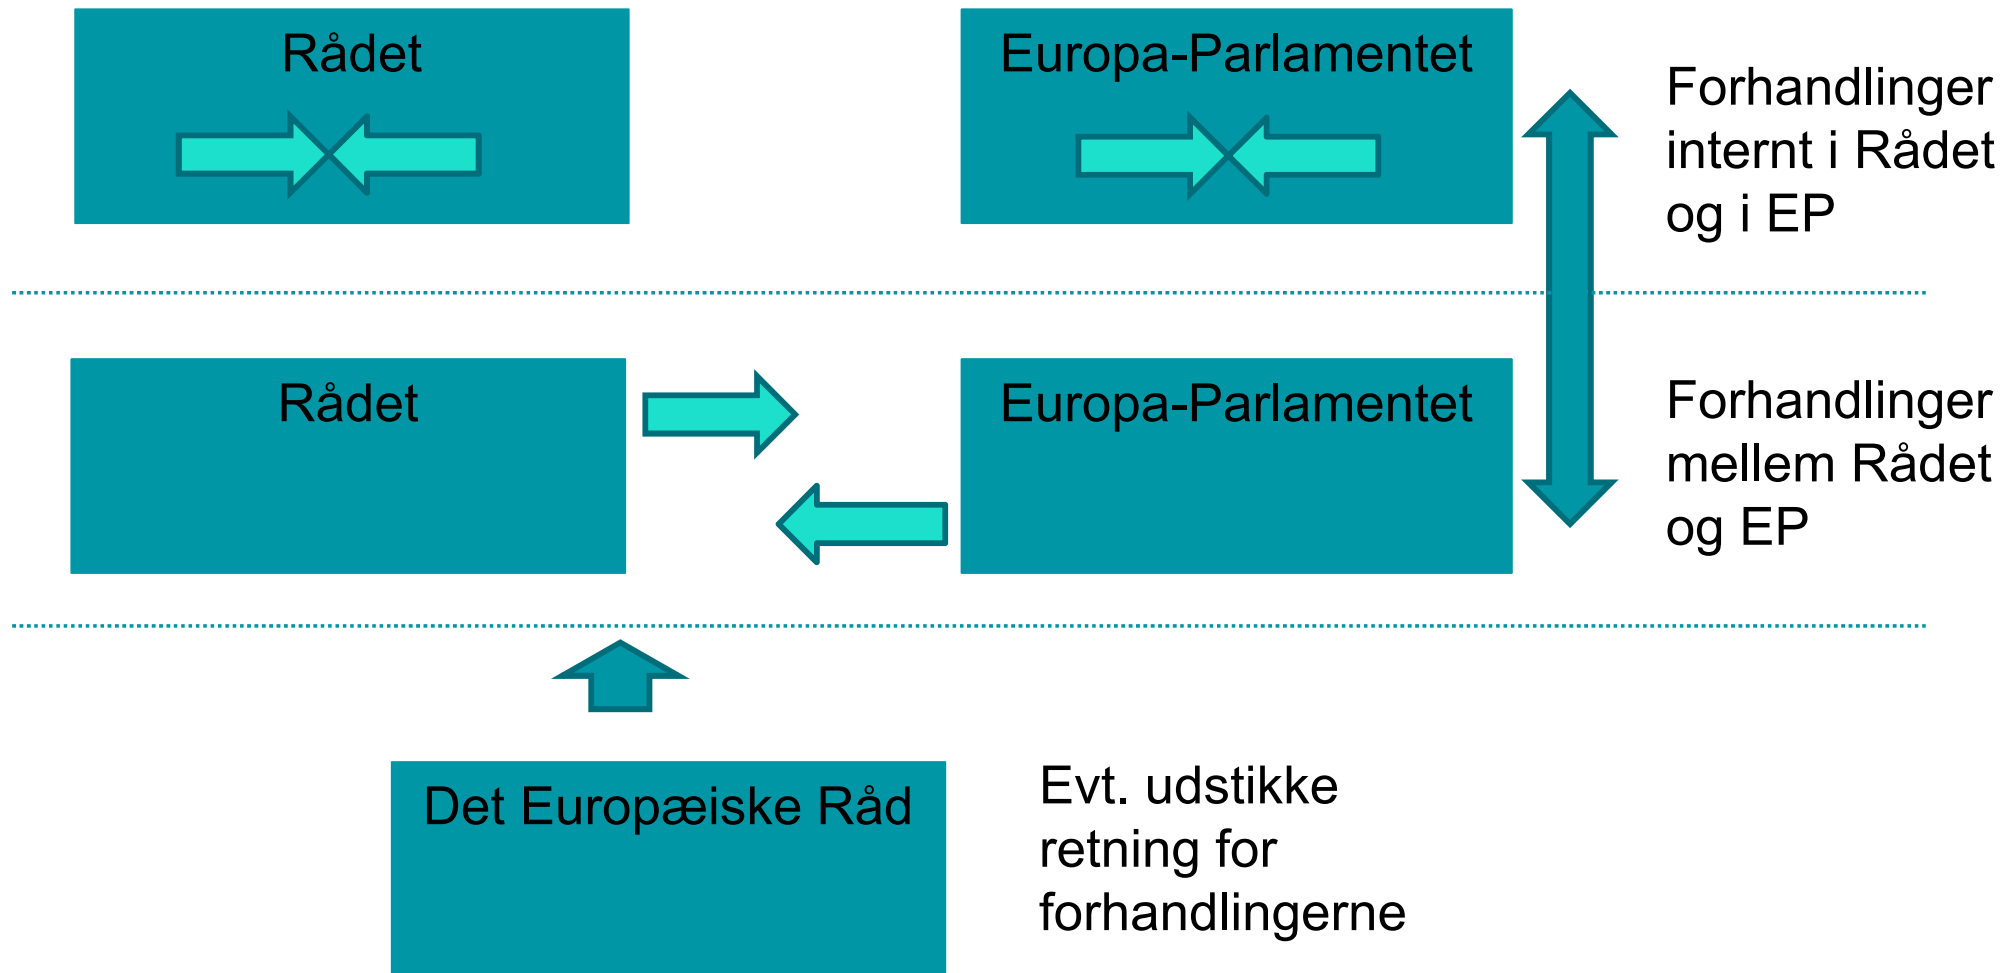 Rådet
Europa-Parlamentet
Forhandlinger
internt i Rådet
og i EP
Rådet
Europa-Parlamentet
Forhandlinger
mellem Rådet
og EP
Det Europæiske Råd
Evt. udstikke
retning for
forhandlingerne